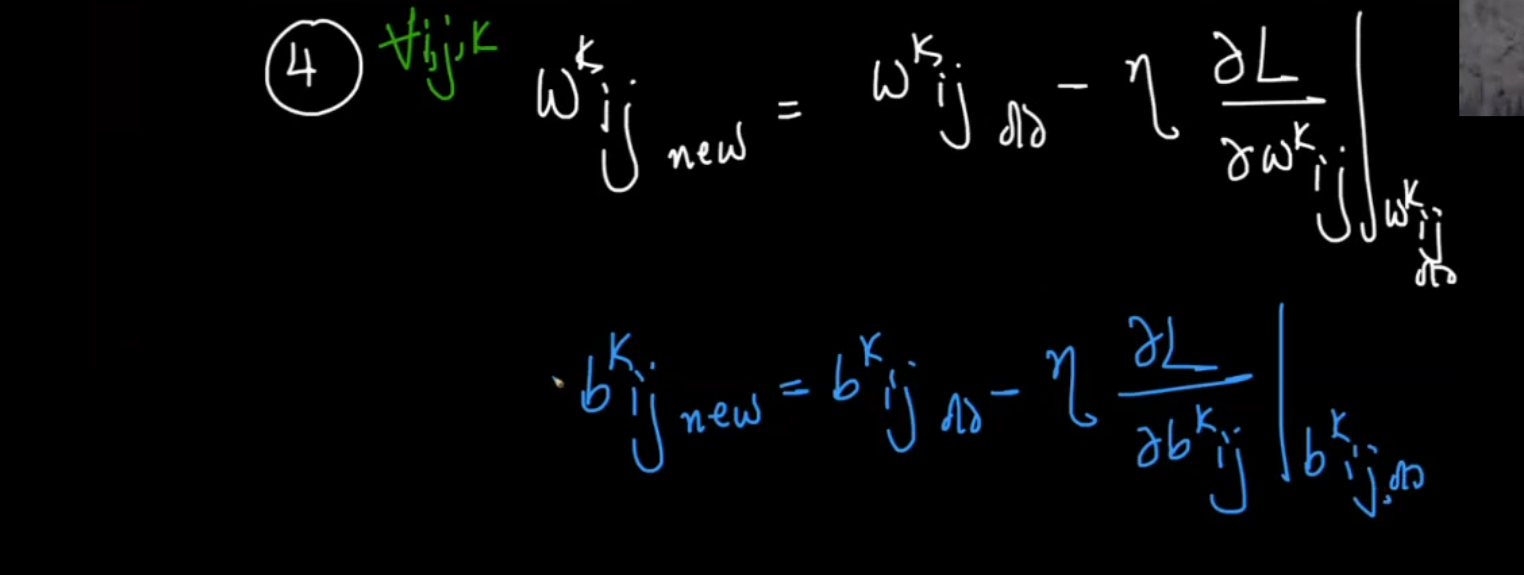 ④ ∀i,j,k w^k_ij new = w^k_ij old - η ∂L/∂w^k_ij | w^k_ij old
b^k_ij new = b^k_ij old - η ∂L/∂b^k_ij | b^k_ij, old